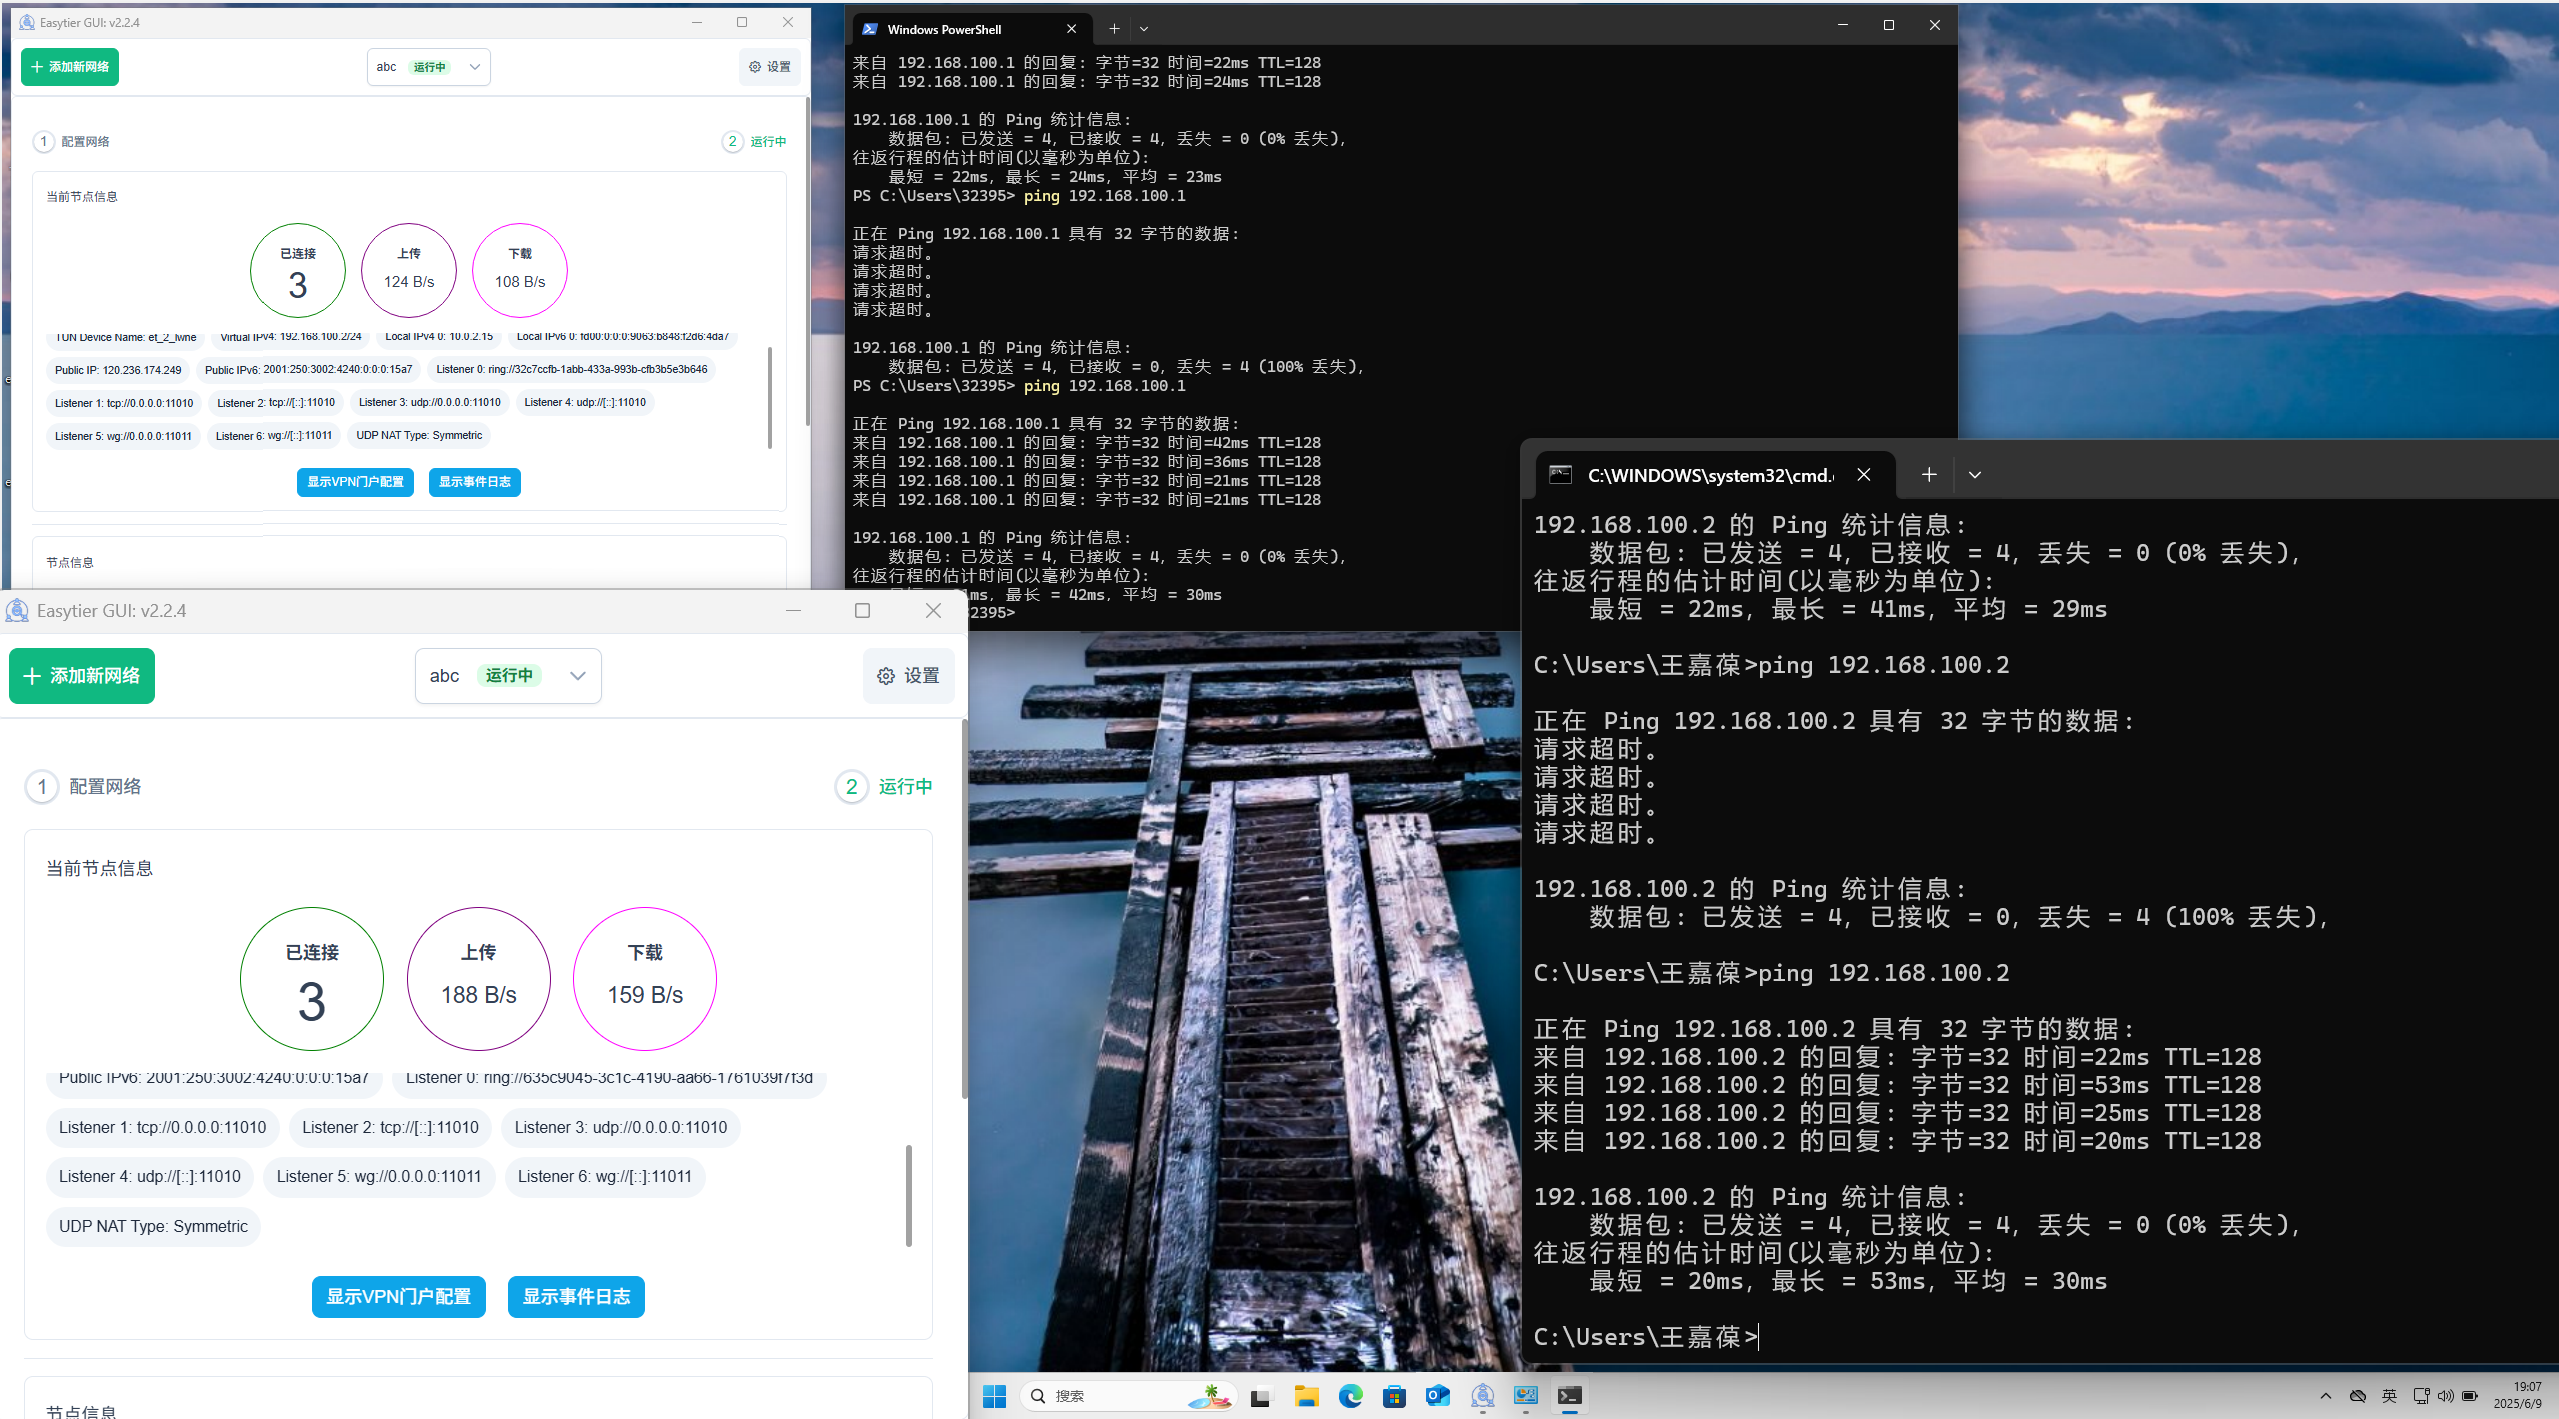 Easytier GUI: v2.2.4
添加新网络
abc 运行中
设置
1 配置网络
2 运行中
当前节点信息
已连接
3
上传
124 B/s
下载
108 B/s
TUN Device Name: et_2_lwne
Virtual IPv4: 192.168.100.2/24
Local IPv4 0: 10.0.2.15
Local IPv6 0: fd00:0:0:0:9063:b848:f2d6:4da7
Public IP: 120.236.174.249
Public IPv6: 2001:250:3002:4240:0:0:0:15a7
Listener 0: ring://32c7ccfb-1abb-433a-993b-cfb3b5e3b646
Listener 1: tcp://0.0.0.0:11010
Listener 2: tcp://[::]:11010
Listener 3: udp://0.0.0.0:11010
Listener 4: udp://[::]:11010
Listener 5: wg://0.0.0.0:11011
Listener 6: wg://[::]:11011
UDP NAT Type: Symmetric
显示VPN门户配置
显示事件日志
节点信息
Windows PowerShell
来自 192.168.100.1 的回复: 字节=32 时间=22ms TTL=128
来自 192.168.100.1 的回复: 字节=32 时间=24ms TTL=128
192.168.100.1 的 Ping 统计信息:
数据包: 已发送 = 4, 已接收 = 4, 丢失 = 0 (0% 丢失),
往返行程的估计时间(以毫秒为单位):
最短 = 22ms, 最长 = 24ms, 平均 = 23ms
PS C:\Users\32395> ping 192.168.100.1
正在 Ping 192.168.100.1 具有 32 字节的数据:
请求超时。
请求超时。
请求超时。
请求超时。
192.168.100.1 的 Ping 统计信息:
数据包: 已发送 = 4, 已接收 = 0, 丢失 = 4 (100% 丢失),
PS C:\Users\32395> ping 192.168.100.1
正在 Ping 192.168.100.1 具有 32 字节的数据:
来自 192.168.100.1 的回复: 字节=32 时间=42ms TTL=128
来自 192.168.100.1 的回复: 字节=32 时间=36ms TTL=128
来自 192.168.100.1 的回复: 字节=32 时间=21ms TTL=128
来自 192.168.100.1 的回复: 字节=32 时间=21ms TTL=128
192.168.100.1 的 Ping 统计信息:
数据包: 已发送 = 4, 已接收 = 4, 丢失 = 0 (0% 丢失),
往返行程的估计时间(以毫秒为单位):
1ms, 最长 = 42ms, 平均 = 30ms
32395>
Easytier GUI: v2.2.4
添加新网络
abc 运行中
设置
1 配置网络
2 运行中
当前节点信息
已连接
3
上传
188 B/s
下载
159 B/s
Public IPv6: 2001:250:3002:4240:0:0:0:15a7
Listener 0: ring://635c9045-3c1c-4190-aa66-1761039f7f3d
Listener 1: tcp://0.0.0.0:11010
Listener 2: tcp://[::]:11010
Listener 3: udp://0.0.0.0:11010
Listener 4: udp://[::]:11010
Listener 5: wg://0.0.0.0:11011
Listener 6: wg://[::]:11011
UDP NAT Type: Symmetric
显示VPN门户配置
显示事件日志
节点信息
C:\WINDOWS\system32\cmd.
192.168.100.2 的 Ping 统计信息:
数据包: 已发送 = 4, 已接收 = 4, 丢失 = 0 (0% 丢失),
往返行程的估计时间(以毫秒为单位):
最短 = 22ms, 最长 = 41ms, 平均 = 29ms
C:\Users\王嘉葆>ping 192.168.100.2
正在 Ping 192.168.100.2 具有 32 字节的数据:
请求超时。
请求超时。
请求超时。
请求超时。
192.168.100.2 的 Ping 统计信息:
数据包: 已发送 = 4, 已接收 = 0, 丢失 = 4 (100% 丢失),
C:\Users\王嘉葆>ping 192.168.100.2
正在 Ping 192.168.100.2 具有 32 字节的数据:
来自 192.168.100.2 的回复: 字节=32 时间=22ms TTL=128
来自 192.168.100.2 的回复: 字节=32 时间=53ms TTL=128
来自 192.168.100.2 的回复: 字节=32 时间=25ms TTL=128
来自 192.168.100.2 的回复: 字节=32 时间=20ms TTL=128
192.168.100.2 的 Ping 统计信息:
数据包: 已发送 = 4, 已接收 = 4, 丢失 = 0 (0% 丢失),
往返行程的估计时间(以毫秒为单位):
最短 = 20ms, 最长 = 53ms, 平均 = 30ms
C:\Users\王嘉葆>
搜索
英
19:07
2025/6/9